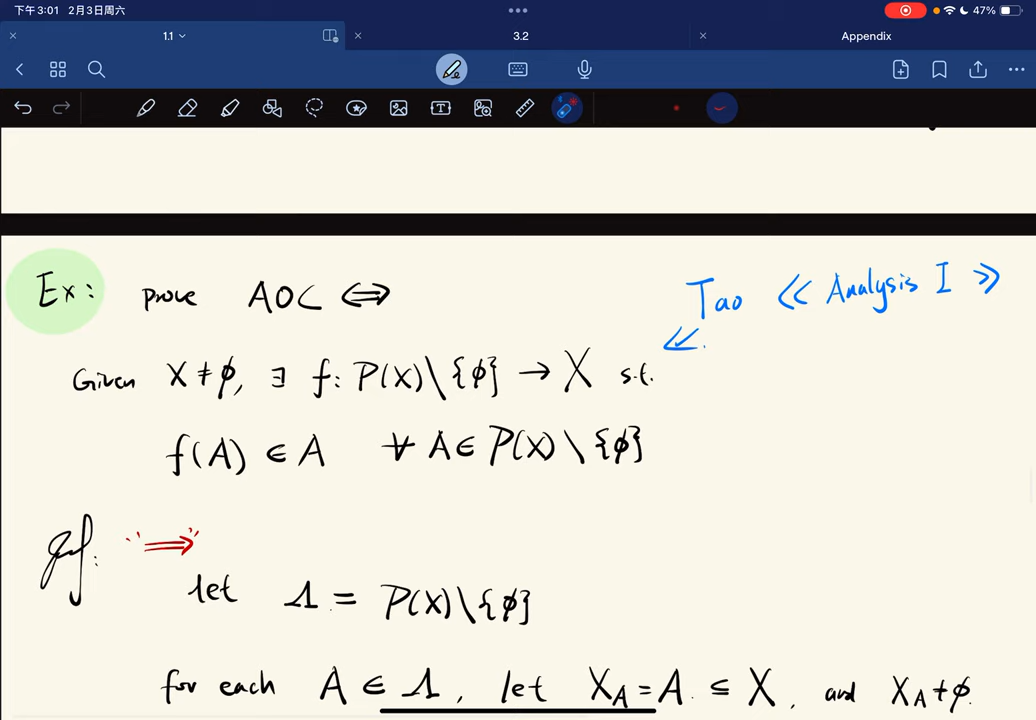 下午3:01 2月3日周六
47%
1.1
3.2
Appendix
Ex: prove AOC ⟺
Tao << Analysis I >>
Given X ≠ φ, ∃ f: P(X)\{φ} → X s.t.
f(A) ∈ A ∀ A ∈ P(X)\{φ}
pf: "⟹"
let Λ = P(X)\{φ}
for each A ∈ Λ, let X_A = A ⊆ X, and X_A ≠ φ.